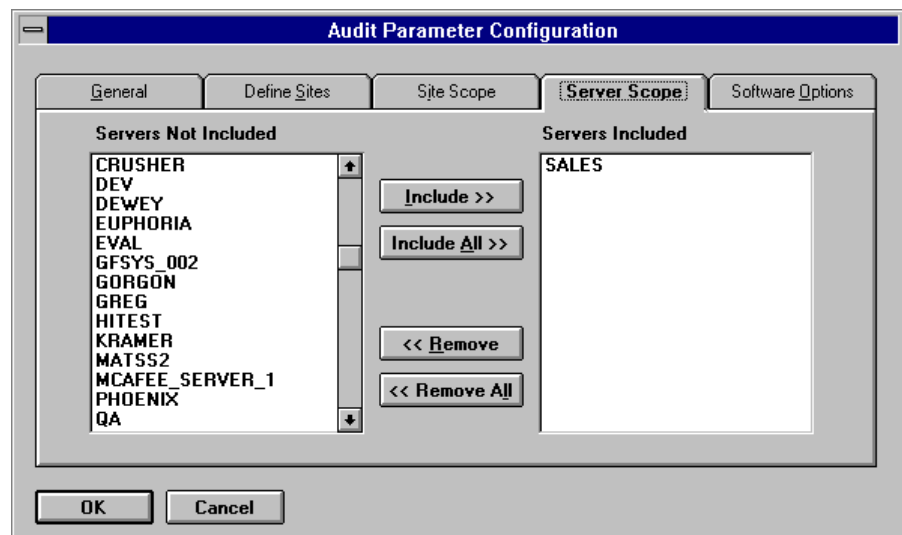 Audit Parameter Configuration
General Define Sites Site Scope Server Scope Software Options
Servers Not Included
Servers Included
CRUSHER
DEV
DEWEY
EUPHORIA
EVAL
GFSYS_002
GORGON
GREG
HITEST
KRAMER
MATSS2
MCAFEE_SERVER_1
PHOENIX
QA
Include >>
Include All >>
<< Remove
<< Remove All
SALES
OK Cancel